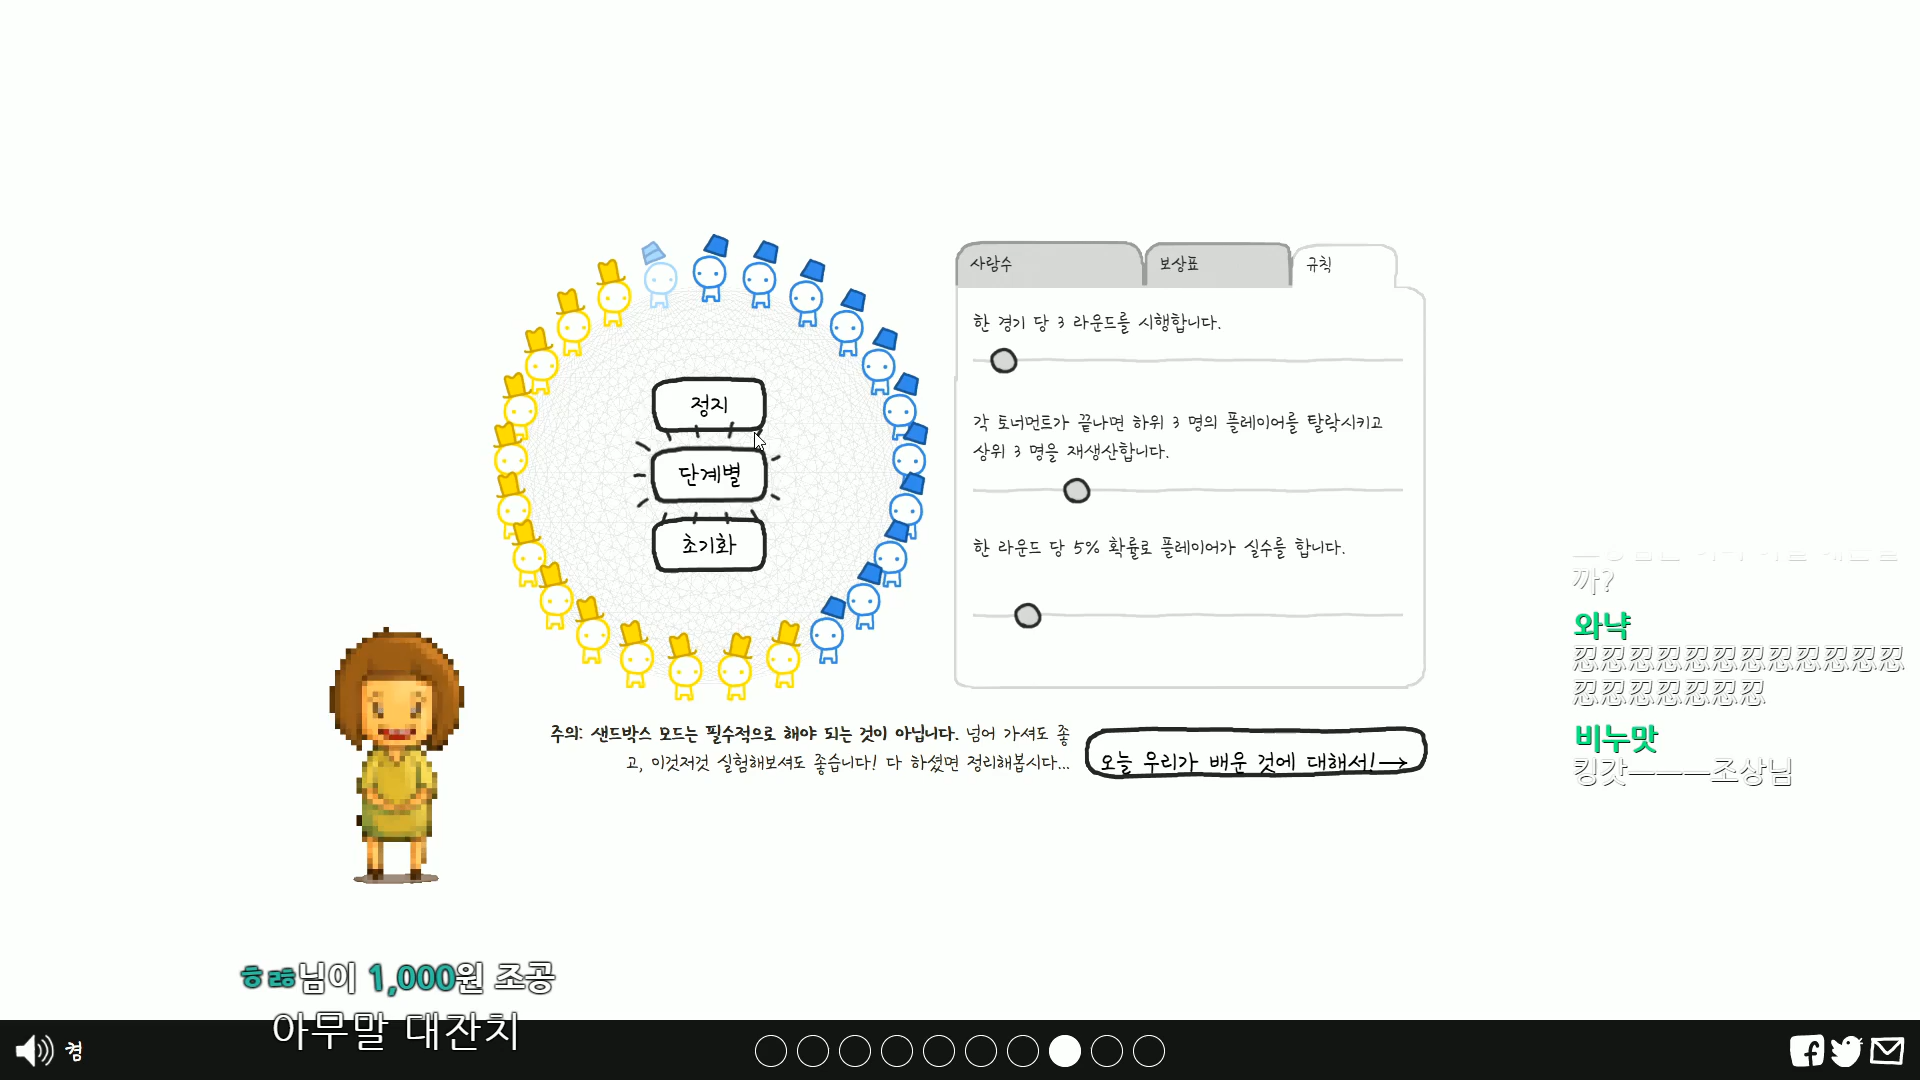 사람수
보상표
규칙
한 경기 당 3 라운드를 시행합니다.
각 토너먼트가 끝나면 하위 3 명의 플레이어를 탈락시키고
상위 3 명을 재생산합니다.
한 라운드 당 5% 확률로 플레이어가 실수를 합니다.
정지
단계별
초기화
주의: 샌드박스 모드는 필수적으로 해야 되는 것이 아닙니다. 넘어 가셔도 좋
고, 이것저것 실험해보셔도 좋습니다! 다 하셨면 정리해봅시다...
오늘 우리가 배운 것에 대해서!→
까?
와냑
忍忍忍忍忍忍忍忍忍忍忍忍
忍忍忍忍忍忍忍
비누맛
킹갓ㅡㅡㅡ조상님
님이 1,000원 조공
아무말 대잔치
켬